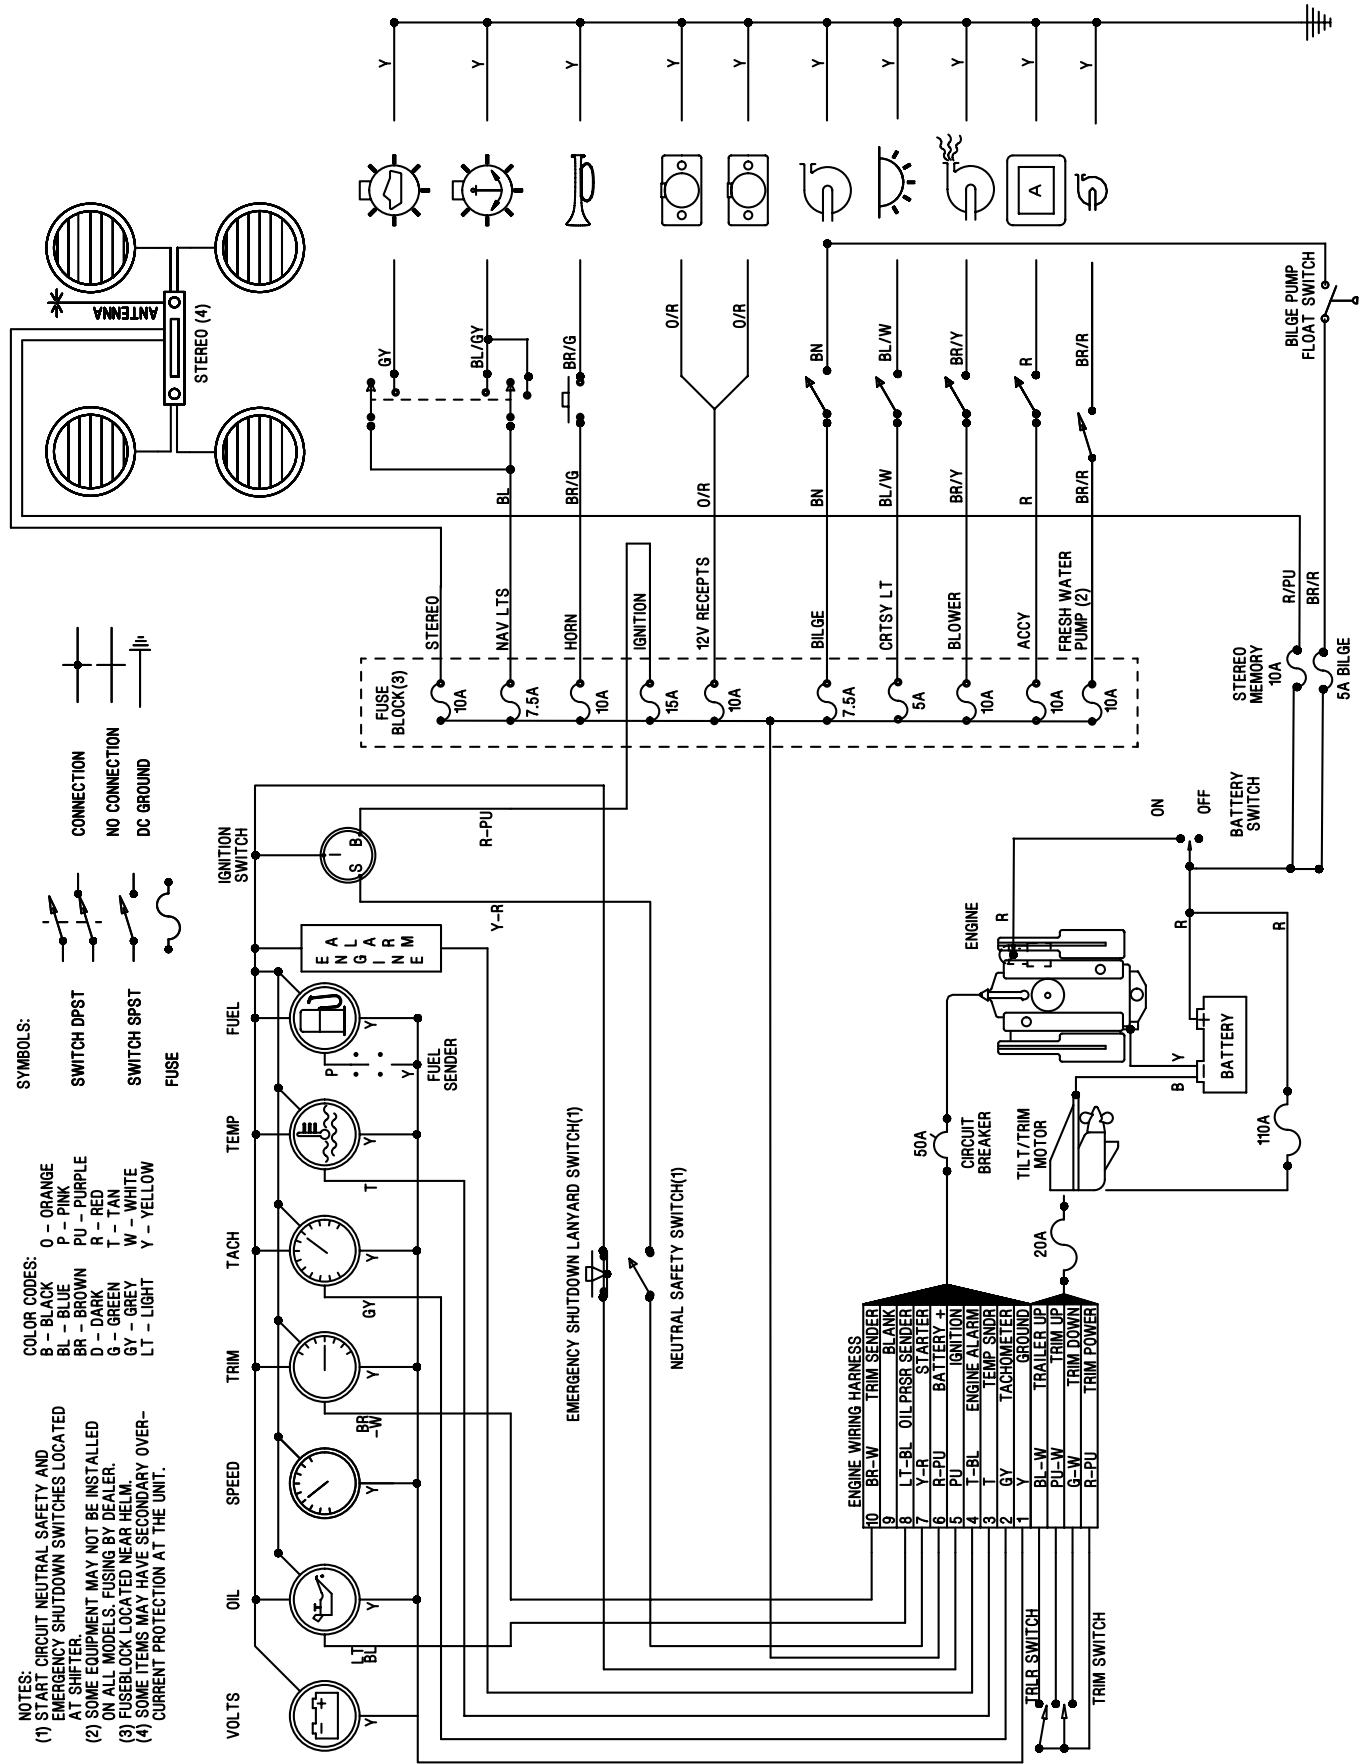 NOTES:
(1) START CIRCUIT NEUTRAL SAFETY AND
EMERGENCY SHUTDOWN SWITCHES LOCATED
AT SHIFTER.
(2) SOME EQUIPMENT MAY NOT BE INSTALLED
ON ALL MODELS. FUSING BY DEALER.
(3) FUSEBLOCK LOCATED NEAR HELM.
(4) SOME ITEMS MAY HAVE SECONDARY OVER-
CURRENT PROTECTION AT THE UNIT.
COLOR CODES:
B - BLACK O - ORANGE
BL - BLUE P - PINK
BR - BROWN PU - PURPLE
D - DARK R - RED
G - GREEN T - TAN
GY - GREY W - WHITE
LT - LIGHT Y - YELLOW
SYMBOLS:
SWITCH DPST
SWITCH SPST
FUSE
CONNECTION
NO CONNECTION
DC GROUND
ANTENNA
STEREO (4)
VOLTS
OIL
SPEED
TRIM
TACH
TEMP
FUEL
IGNITION
SWITCH
ENGINE
ALARM
S
B
I
- +
Y
Y
Y
Y
Y
Y
Y
LT
BL
BR
-W
GY
T
P
Y
FUEL
SENDER
Y-R
R-PU
FUSE
BLOCK(3)
STEREO
10A
NAV LTS
7.5A
HORN
10A
IGNITION
15A
12V RECEPTS
10A
BILGE
7.5A
CRTSY LT
5A
BLOWER
10A
ACCY
10A
FRESH WATER
PUMP (2)
10A
BL
BR/G
O/R
BN
BL/W
BR/Y
R
BR/R
GY
BL/GY
BR/G
O/R
O/R
BN
BL/W
BR/Y
R
BR/R
A
Y
Y
Y
Y
Y
Y
Y
Y
Y
Y
BILGE PUMP
FLOAT SWITCH
R/PU
BR/R
STEREO
MEMORY
10A
5A BILGE
EMERGENCY SHUTDOWN LANYARD SWITCH(1)
NEUTRAL SAFETY SWITCH(1)
ENGINE WIRING HARNESS
10 BR-W TRIM SENDER
9 BLANK
8 LT-BL OIL PRSR SENDER
7 Y-R STARTER
6 R-PU BATTERY +
5 PU IGNITION
4 T-BL ENGINE ALARM
3 T TEMP SNDR
2 GY TACHOMETER
1 Y GROUND
BL-W TRAILER UP
PU-W TRIM UP
G-W TRIM DOWN
R-PU TRIM POWER
TRLR SWITCH
TRIM SWITCH
50A
CIRCUIT
BREAKER
20A
TILT/TRIM
MOTOR
110A
ENGINE
R
B
Y
- +
BATTERY
R
R
ON
OFF
BATTERY
SWITCH